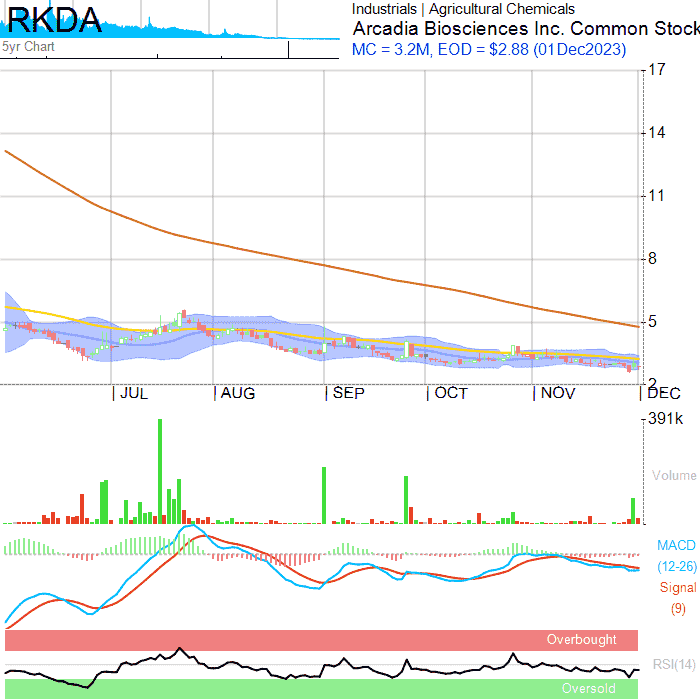 RKDA
5yr Chart
Industrials | Agricultural Chemicals
Arcadia Biosciences Inc. Common Stock
MC = 3.2M, EOD = $2.88 (01Dec2023)
17
14
11
8
5
2
JUL
AUG
SEP
OCT
NOV
DEC
391k
Volume
MACD
(12-26)
Signal
(9)
Overbought
RSI(14)
Oversold